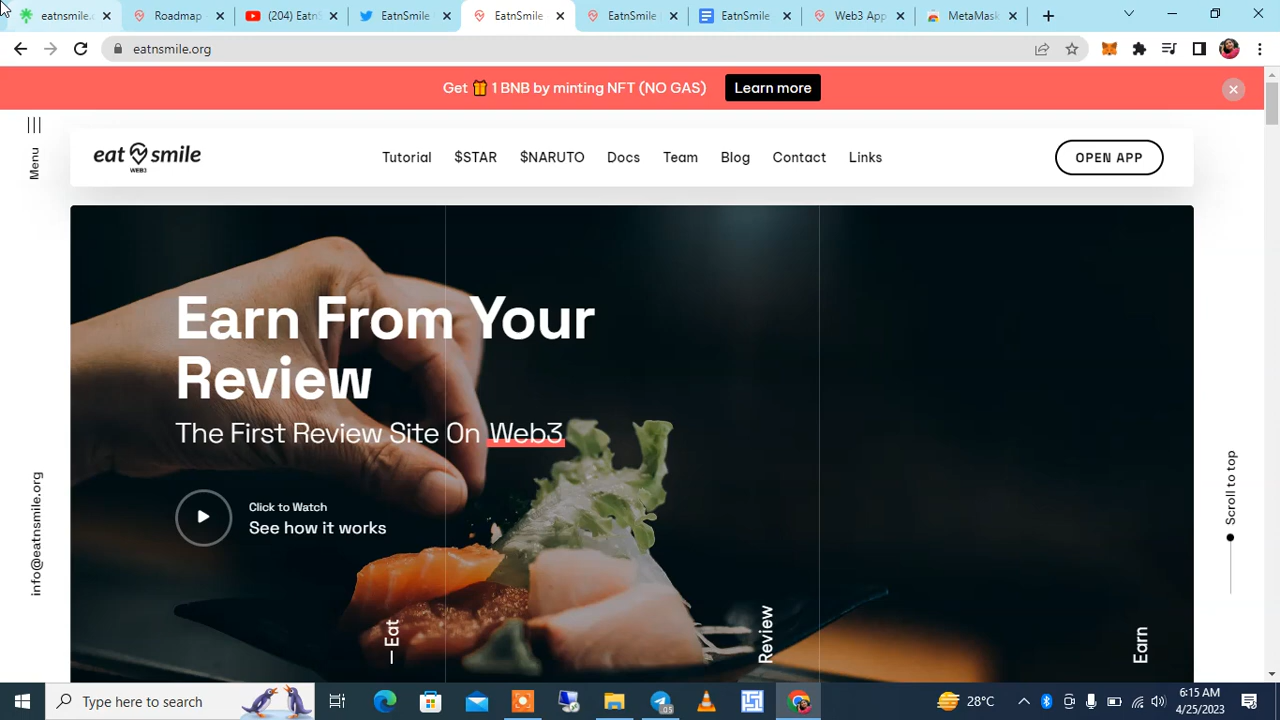 eatnsmile.
Roadmap
(204) EatnS
EatnSmile
EatnSmile
EatnSmile
EatnSmile
Web3 App
MetaMask
eatnsmile.org
Get 1 BNB by minting NFT (NO GAS)
Learn more
Menu
eat smile
WEB3
Tutorial
$STAR
$NARUTO
Docs
Team
Blog
Contact
Links
OPEN APP
Earn From Your
Review
The First Review Site On Web3
Click to Watch
See how it works
info@eatnsmile.org
Scroll to top
— Eat
Review
Earn
Type here to search
.05
28°C
6:15 AM
4/25/2023